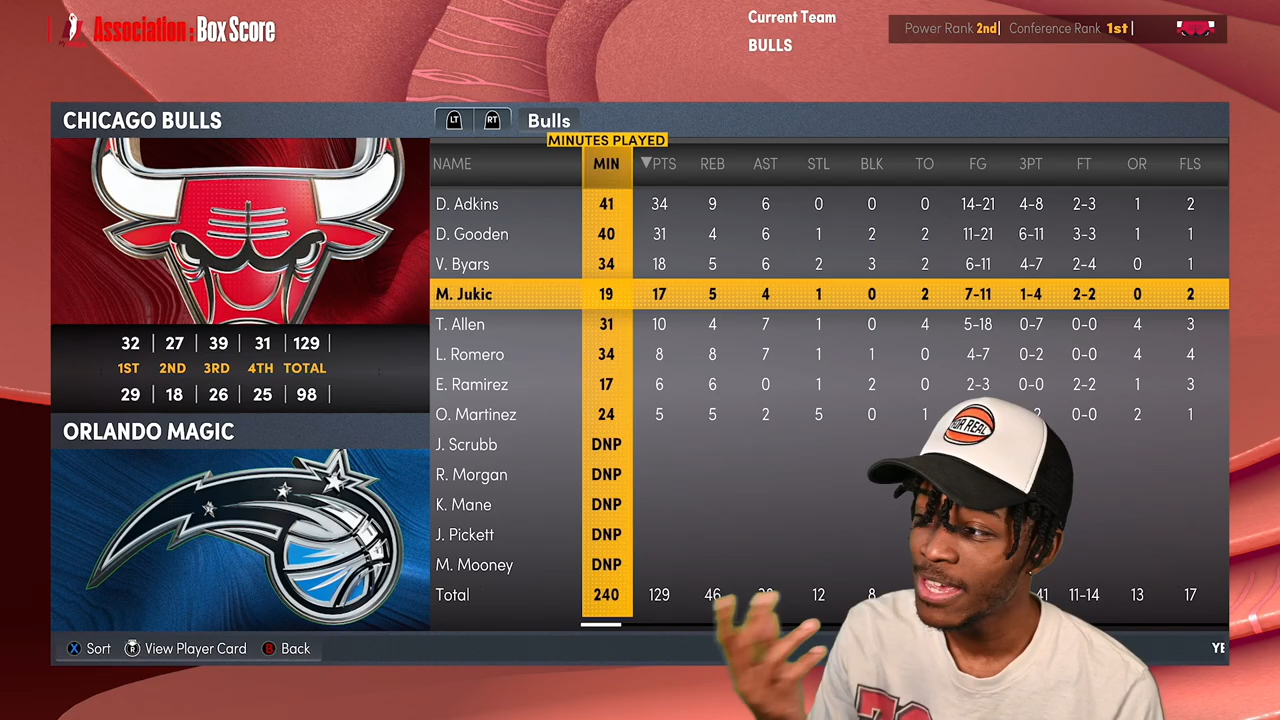 Association: Box Score
Current Team
BULLS
Power Rank 2nd| Conference Rank 1st|
CHICAGO BULLS
LT RT Bulls
MINUTES PLAYED
NAME MIN ▼PTS REB AST STL BLK TO FG 3PT FT OR FLS
D. Adkins 41 34 9 6 0 0 0 14-21 4-8 2-3 1 2
D. Gooden 40 31 4 6 1 2 2 11-21 6-11 3-3 1 1
V. Byars 34 18 5 6 2 3 2 6-11 4-7 2-4 0 1
M. Jukic 19 17 5 4 1 0 2 7-11 1-4 2-2 0 2
T. Allen 31 10 4 7 1 0 4 5-18 0-7 0-0 4 3
L. Romero 34 8 8 7 1 1 0 4-7 0-2 0-0 4 4
E. Ramirez 17 6 6 0 1 2 0 2-3 0-0 2-2 1 3
O. Martinez 24 5 5 2 5 0 1 0-0 2 1
J. Scrubb DNP
R. Morgan DNP
K. Mane DNP
J. Pickett DNP
M. Mooney DNP
Total 240 129 46 12 8 11-14 13 17
32 | 27 | 39 | 31 | 129 |
1ST 2ND 3RD 4TH TOTAL
29 | 18 | 26 | 25 | 98 |
ORLANDO MAGIC
X Sort R View Player Card B Back
FOR REAL